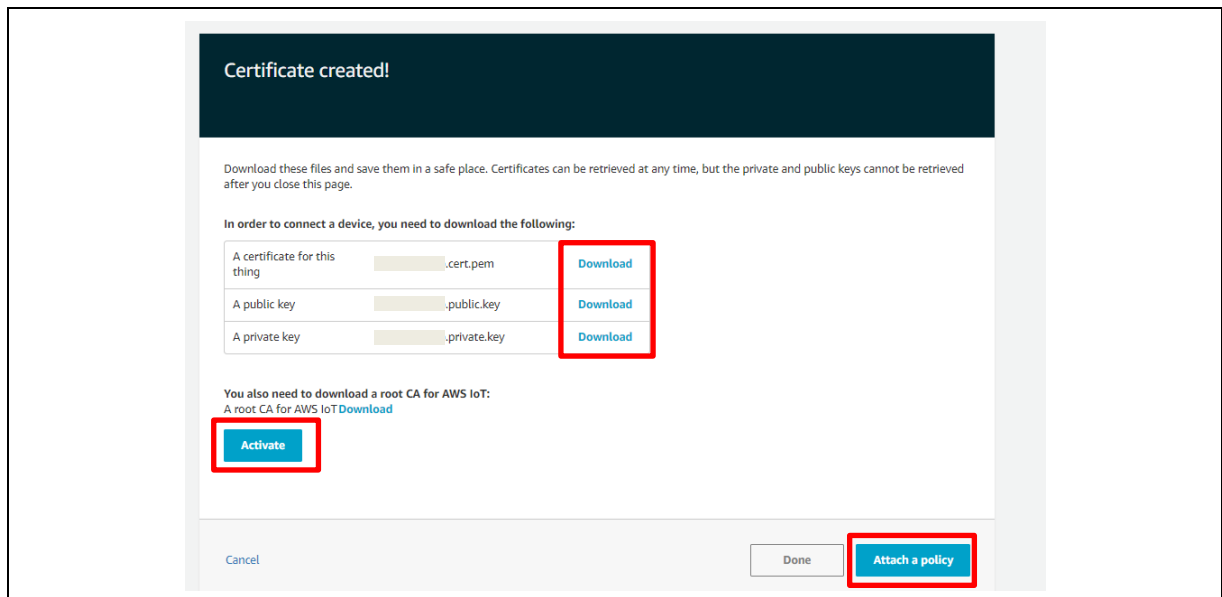 Certificate created!
Download these files and save them in a safe place. Certificates can be retrieved at any time, but the private and public keys cannot be retrieved
after you close this page.
In order to connect a device, you need to download the following:
A certificate for this
thing
.cert.pem Download
A public key .public.key Download
A private key .private.key Download
You also need to download a root CA for AWS IoT:
A root CA for AWS IoT Download
Activate
Cancel Done Attach a policy